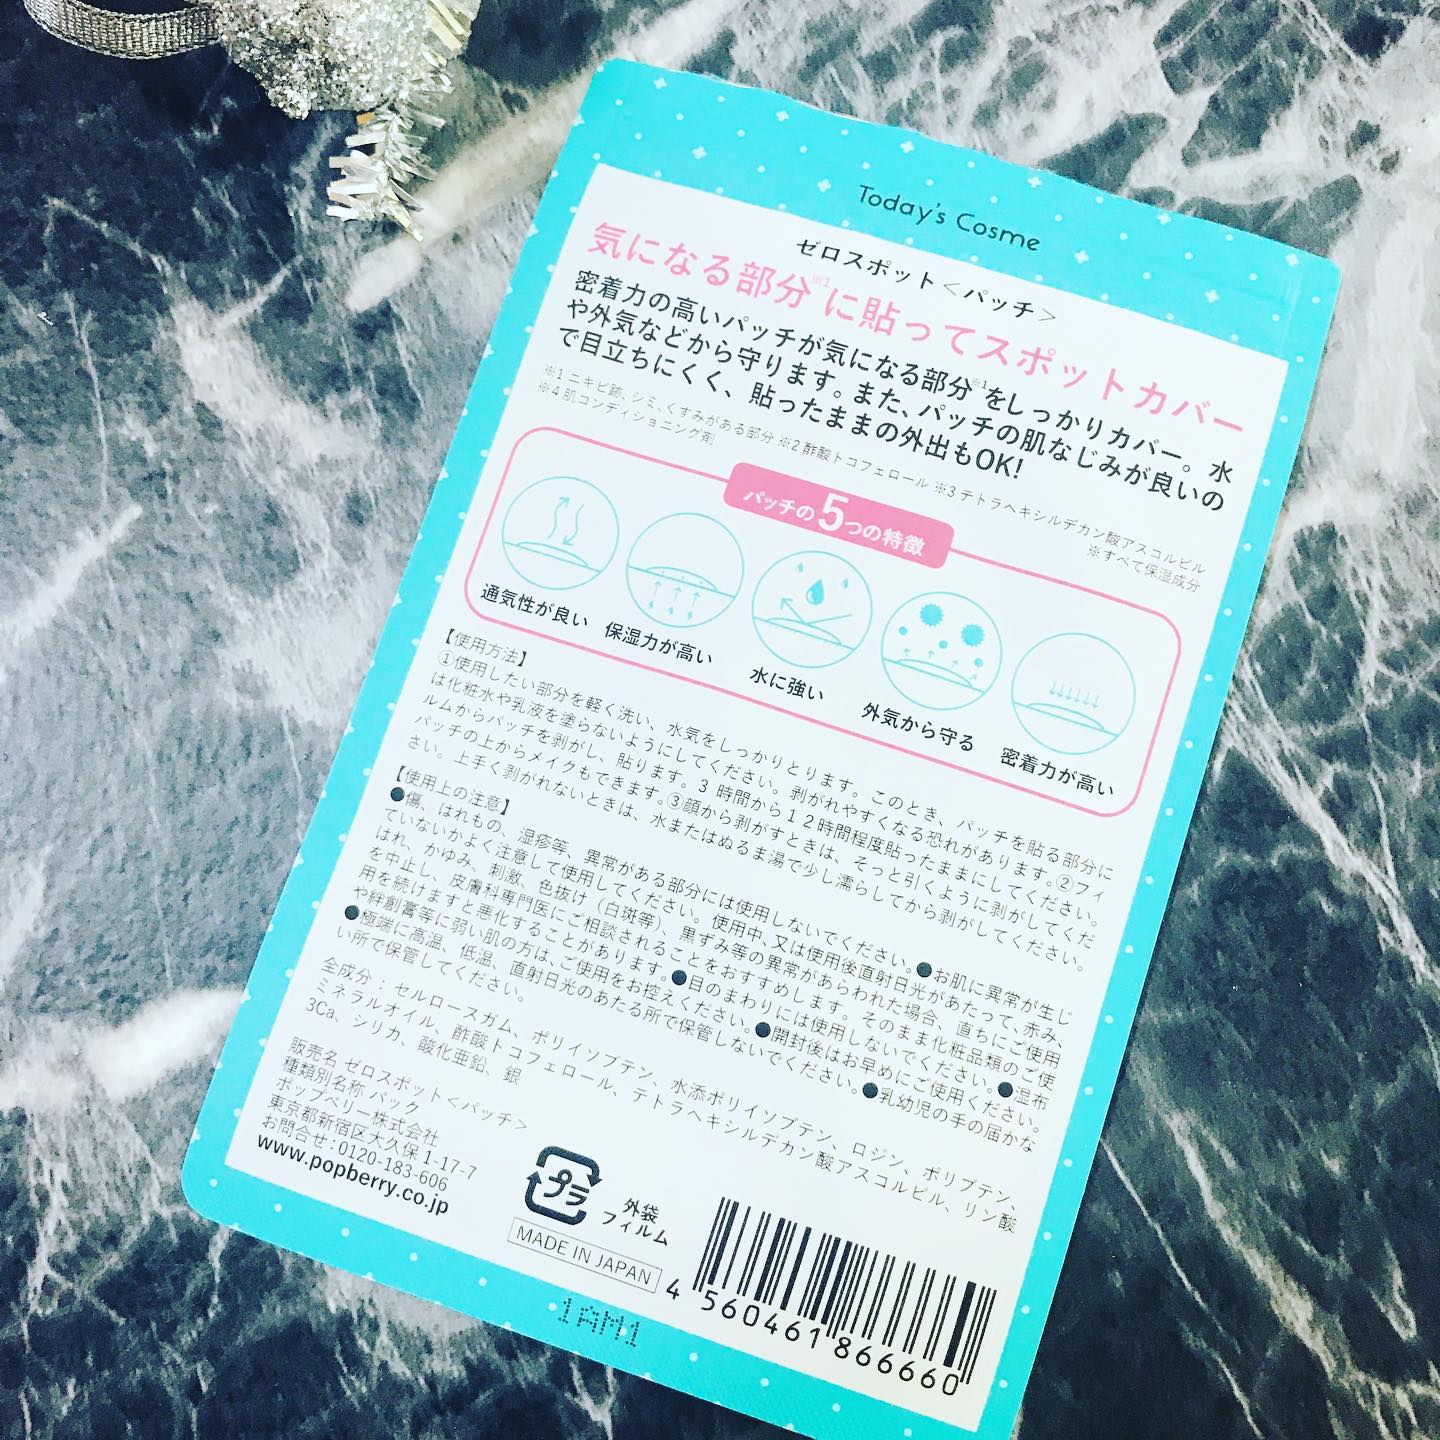 Today's Cosme
ゼロスポット＜パッチ＞
気になる部分※1に貼ってスポットカバー
密着力の高いパッチが気になる部分※1をしっかりカバー。水
や外気などから守ります。また、パッチの肌なじみが良いの
で目立ちにくく、貼ったままの外出もOK!
※1 ニキビ跡、シミ、くすみがある部分 ※2 酢酸トコフェロール ※3 テトラヘキシルデカン酸アスコルビル
※4 肌コンディショニング剤
※すべて保湿成分
パッチの5つの特徴
通気性が良い
保湿力が高い
水に強い
外気から守る
密着力が高い
【使用方法】
①使用したい部分を軽く洗い、水気をしっかりとります。このとき、パッチを貼る部分に
は化粧水や乳液を塗らないようにしてください。剥がれやすくなる恐れがあります。②フィ
ルムからパッチを剥がし、貼ります。3時間から12時間程度貼ったままにしてください。
パッチの上からメイクもできます。③顔から剥がすときは、そっと引くように剥がしてくだ
さい。上手く剥がれないときは、水またはぬるま湯で少し濡らしてから剥がしてください。
【使用上の注意】
●傷、はれもの、湿疹等、異常がある部分には使用しないでください。●お肌に異常が生じ
ていないかよく注意して使用してください。使用中、又は使用後直射日光があたって、赤み、
はれ、かゆみ、刺激、色抜け（白斑等）、黒ずみ等の異常があらわれた場合、直ちにご使用
を中止し、皮膚科専門医にご相談されることをおすすめします。そのまま化粧品類のご使
用を続けますと悪化することがあります。●目のまわりには使用しないでください。●湿布
や絆創膏等に弱い肌の方は、ご使用をお控えください。●開封後はお早めにご使用ください。
●極端に高温、低温、直射日光のあたる所で保管しないでください。●乳幼児の手の届かな
い所で保管してください。
全成分：セルロースガム、ポリイソブテン、水添ポリイソブテン、ロジン、ポリブテン、
ミネラルオイル、酢酸トコフェロール、テトラヘキシルデカン酸アスコルビル、リン酸
3Ca、シリカ、酸化亜鉛、銀
販売名 ゼロスポット＜パッチ＞
種類別名称 パック
ポップベリー株式会社
東京都新宿区大久保 1-17-7
お問合せ：0120-183-606
www.popberry.co.jp
プラ
外袋
フィルム
MADE IN JAPAN
4 560461 866660
1AM1